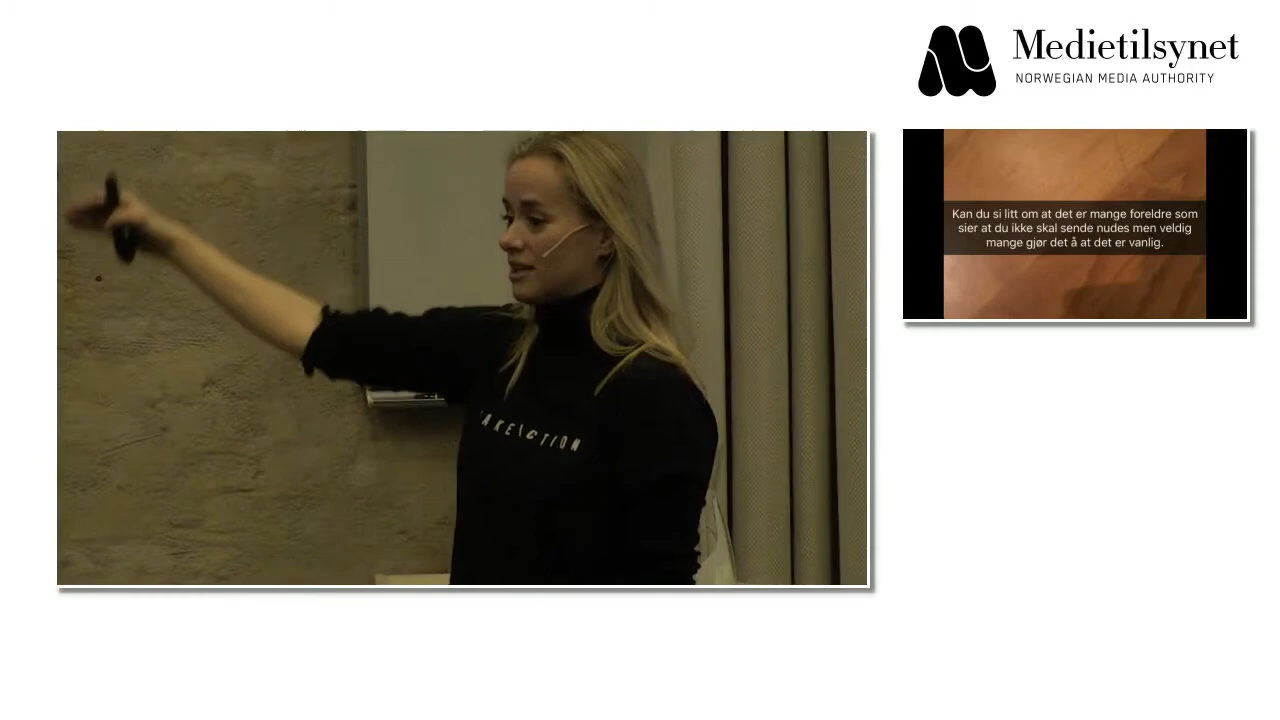 Medietilsynet
NORWEGIAN MEDIA AUTHORITY
Kan du si litt om at det er mange foreldre som
sier at du ikke skal sende nudes men veldig
mange gjør det å at det er vanlig.